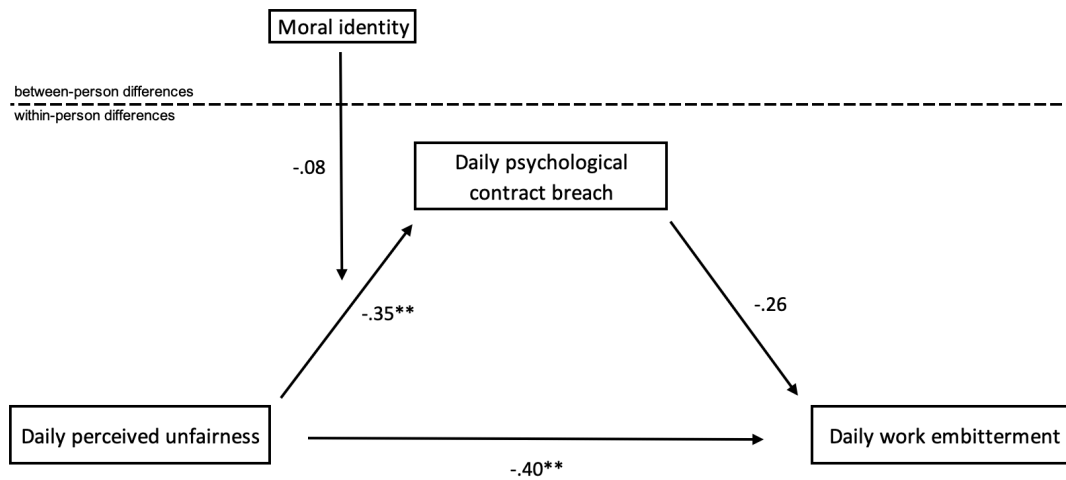 Moral identity
between-person differences
within-person differences
-.08
Daily psychological
contract breach
-.35**
-.26
Daily perceived unfairness
Daily work embitterment
-.40**